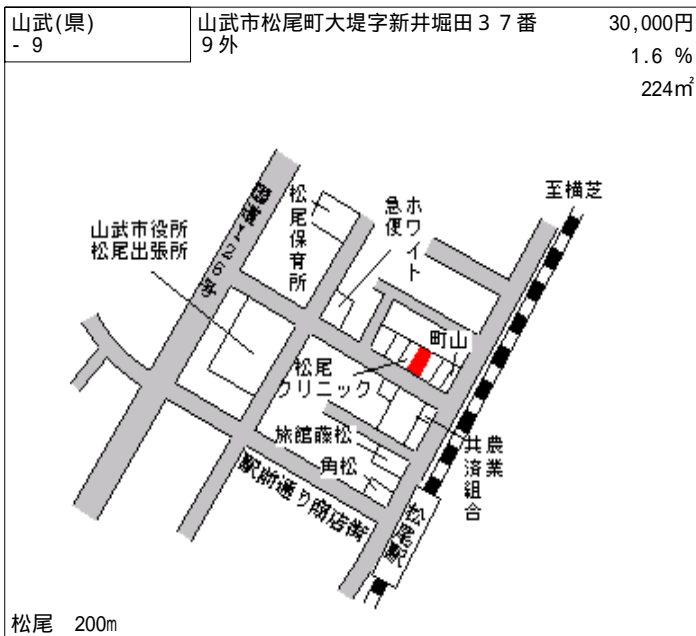 山武(県)
- 9
山武市松尾町大堤字新井堀田３７番
９外
30,000円
1.6 %
224㎡
至横芝
国道126号
松尾保育所
ホワイト
急便
山武市役所
松尾出張所
町山
松尾
クリニック
旅館藤松
角松
農業
共済組合
駅前通り商店街
松尾駅
松尾 200m